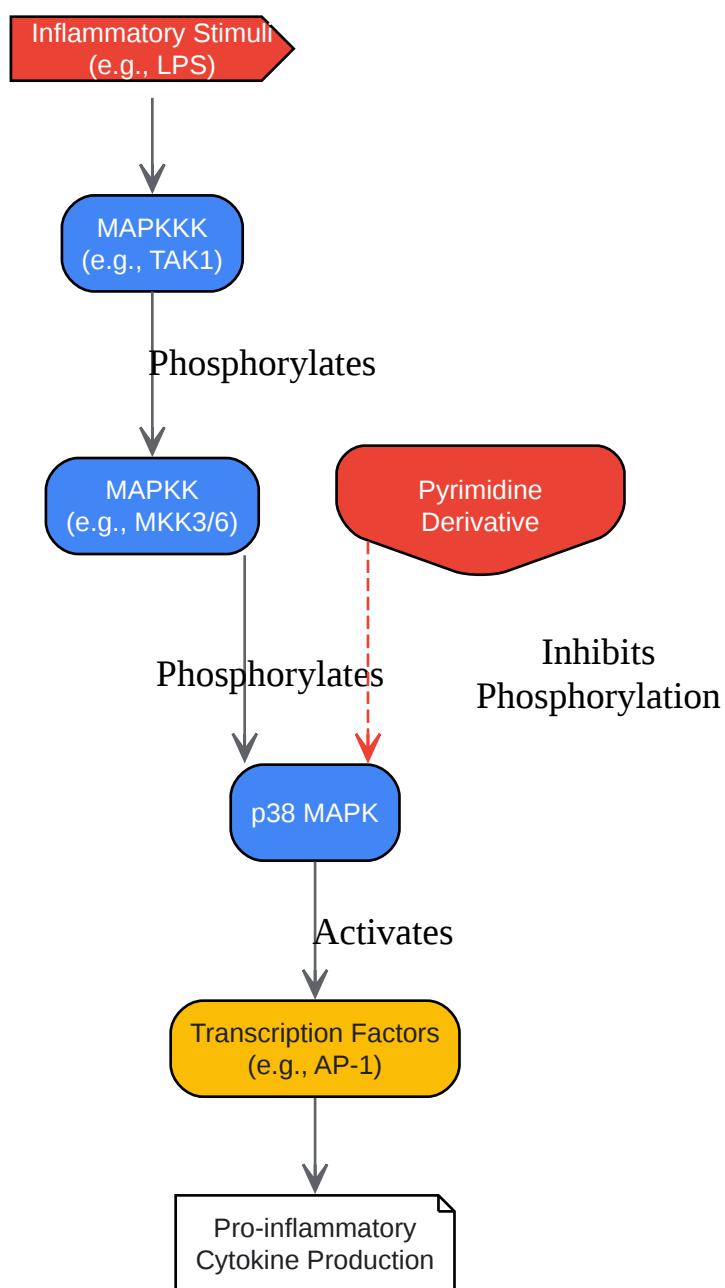 Inflammatory Stimuli
(e.g., LPS)
MAPKKK
(e.g., TAK1)
Phosphorylates
MAPKK
(e.g., MKK3/6)
Pyrimidine
Derivative
Phosphorylates
Inhibits
Phosphorylation
p38 MAPK
Activates
Transcription Factors
(e.g., AP-1)
Pro-inflammatory
Cytokine Production